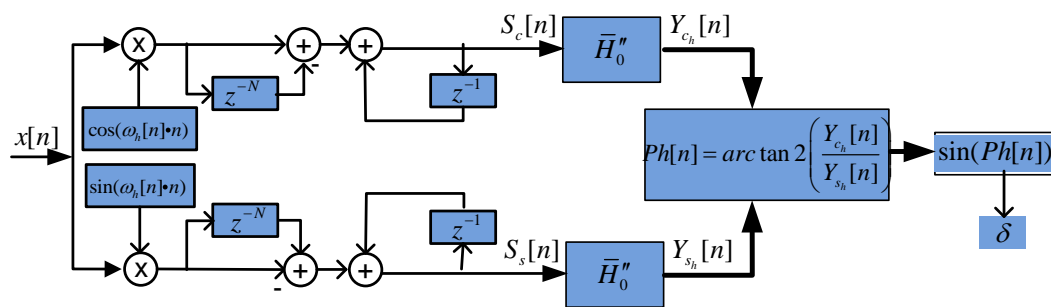 S_c[n]
Y_{c_h}[n]
X
+
-
+
H̄″_0
z^{-N}
z^{-1}
cos(ω_h[n]•n)
x[n]
Ph[n] = arc tan 2 (Y_{c_h}[n] / Y_{s_h}[n])
sin(Ph[n])
sin(ω_h[n]•n)
z^{-N}
z^{-1}
δ
S_s[n]
Y_{s_h}[n]
X
+
-
+
H̄″_0